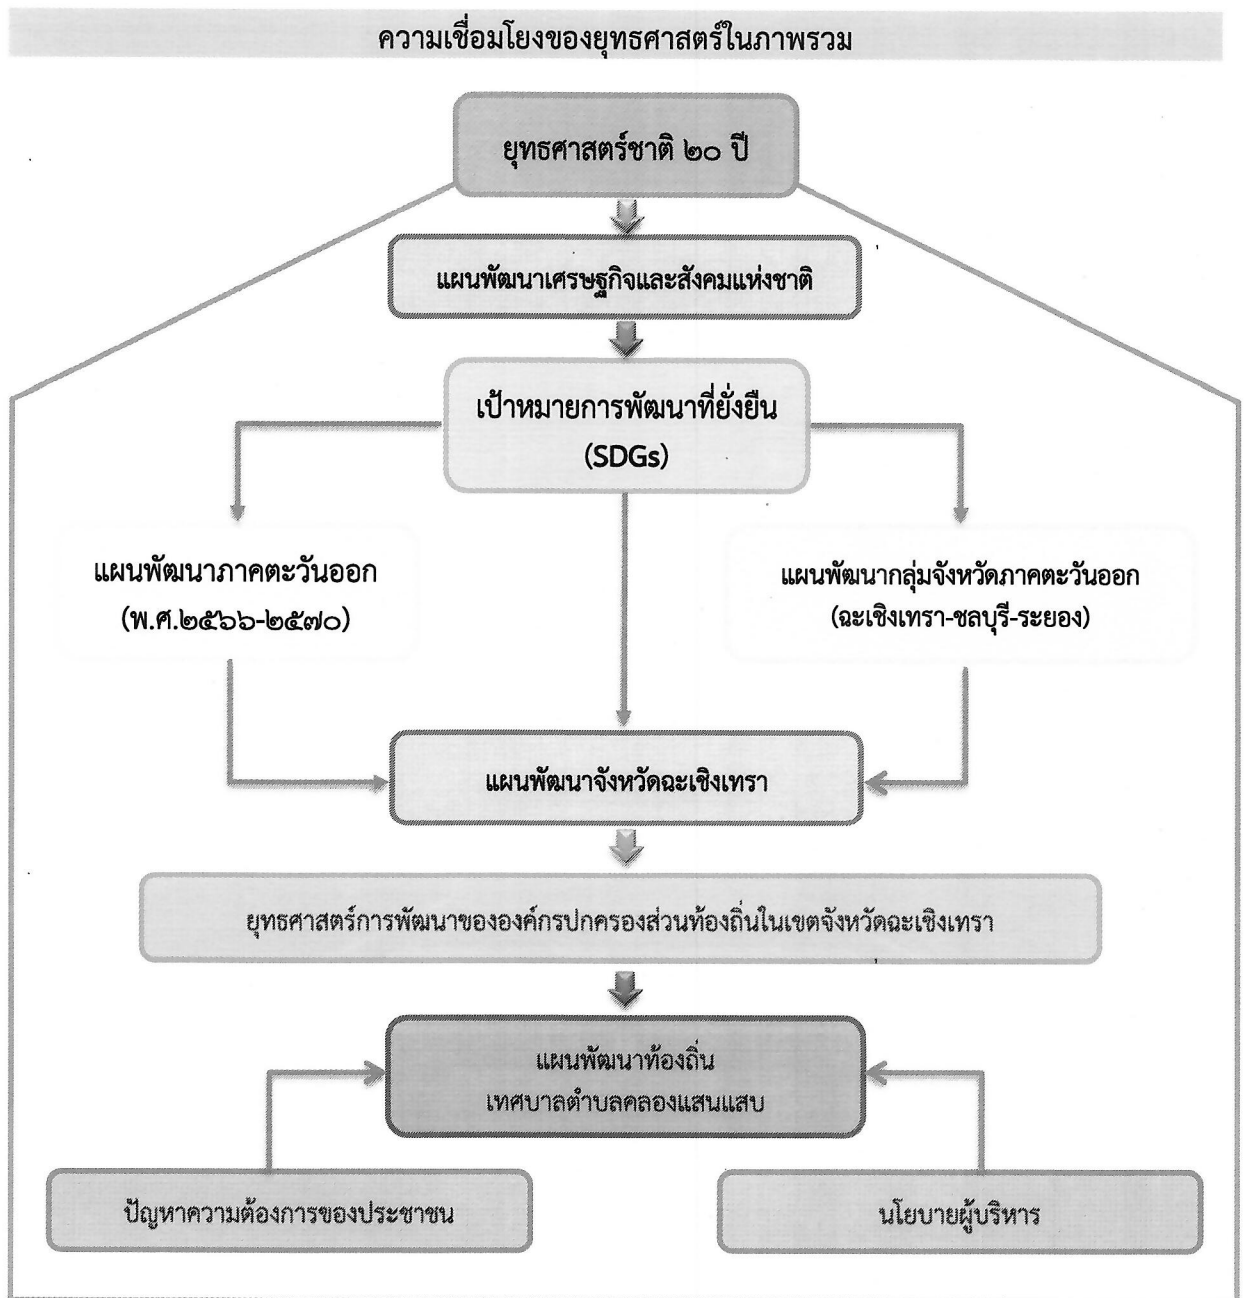 ความเชื่อมโยงของยุทธศาสตร์ในภาพรวม
ยุทธศาสตร์ชาติ ๒๐ ปี
แผนพัฒนาเศรษฐกิจและสังคมแห่งชาติ
เป้าหมายการพัฒนาที่ยั่งยืน
(SDGs)
แผนพัฒนาภาคตะวันออก
(พ.ศ.๒๕๖๖-๒๕๗๐)
แผนพัฒนากลุ่มจังหวัดภาคตะวันออก
(ฉะเชิงเทรา-ชลบุรี-ระยอง)
แผนพัฒนาจังหวัดฉะเชิงเทรา
ยุทธศาสตร์การพัฒนาขององค์กรปกครองส่วนท้องถิ่นในเขตจังหวัดฉะเชิงเทรา
แผนพัฒนาท้องถิ่น
เทศบาลตำบลคลองแสนแสบ
ปัญหาความต้องการของประชาชน
นโยบายผู้บริหาร